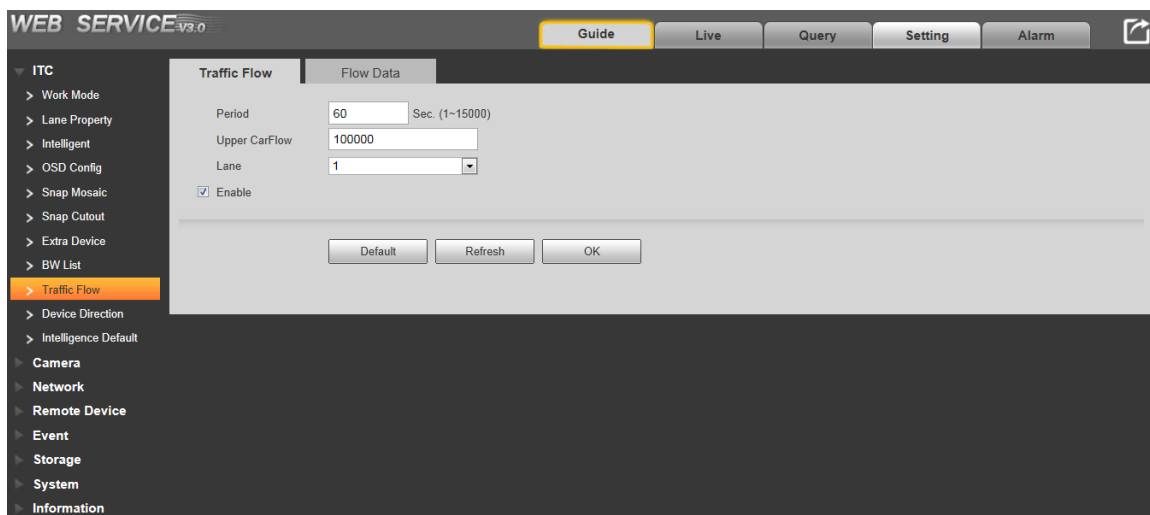 WEB SERVICE V3.0
Guide
Live
Query
Setting
Alarm
ITC
Work Mode
Lane Property
Intelligent
OSD Config
Snap Mosaic
Snap Cutout
Extra Device
BW List
Traffic Flow
Device Direction
Intelligence Default
Camera
Network
Remote Device
Event
Storage
System
Information
Traffic Flow
Flow Data
Period 60 Sec. (1~15000)
Upper CarFlow 100000
Lane 1
Enable
Default
Refresh
OK